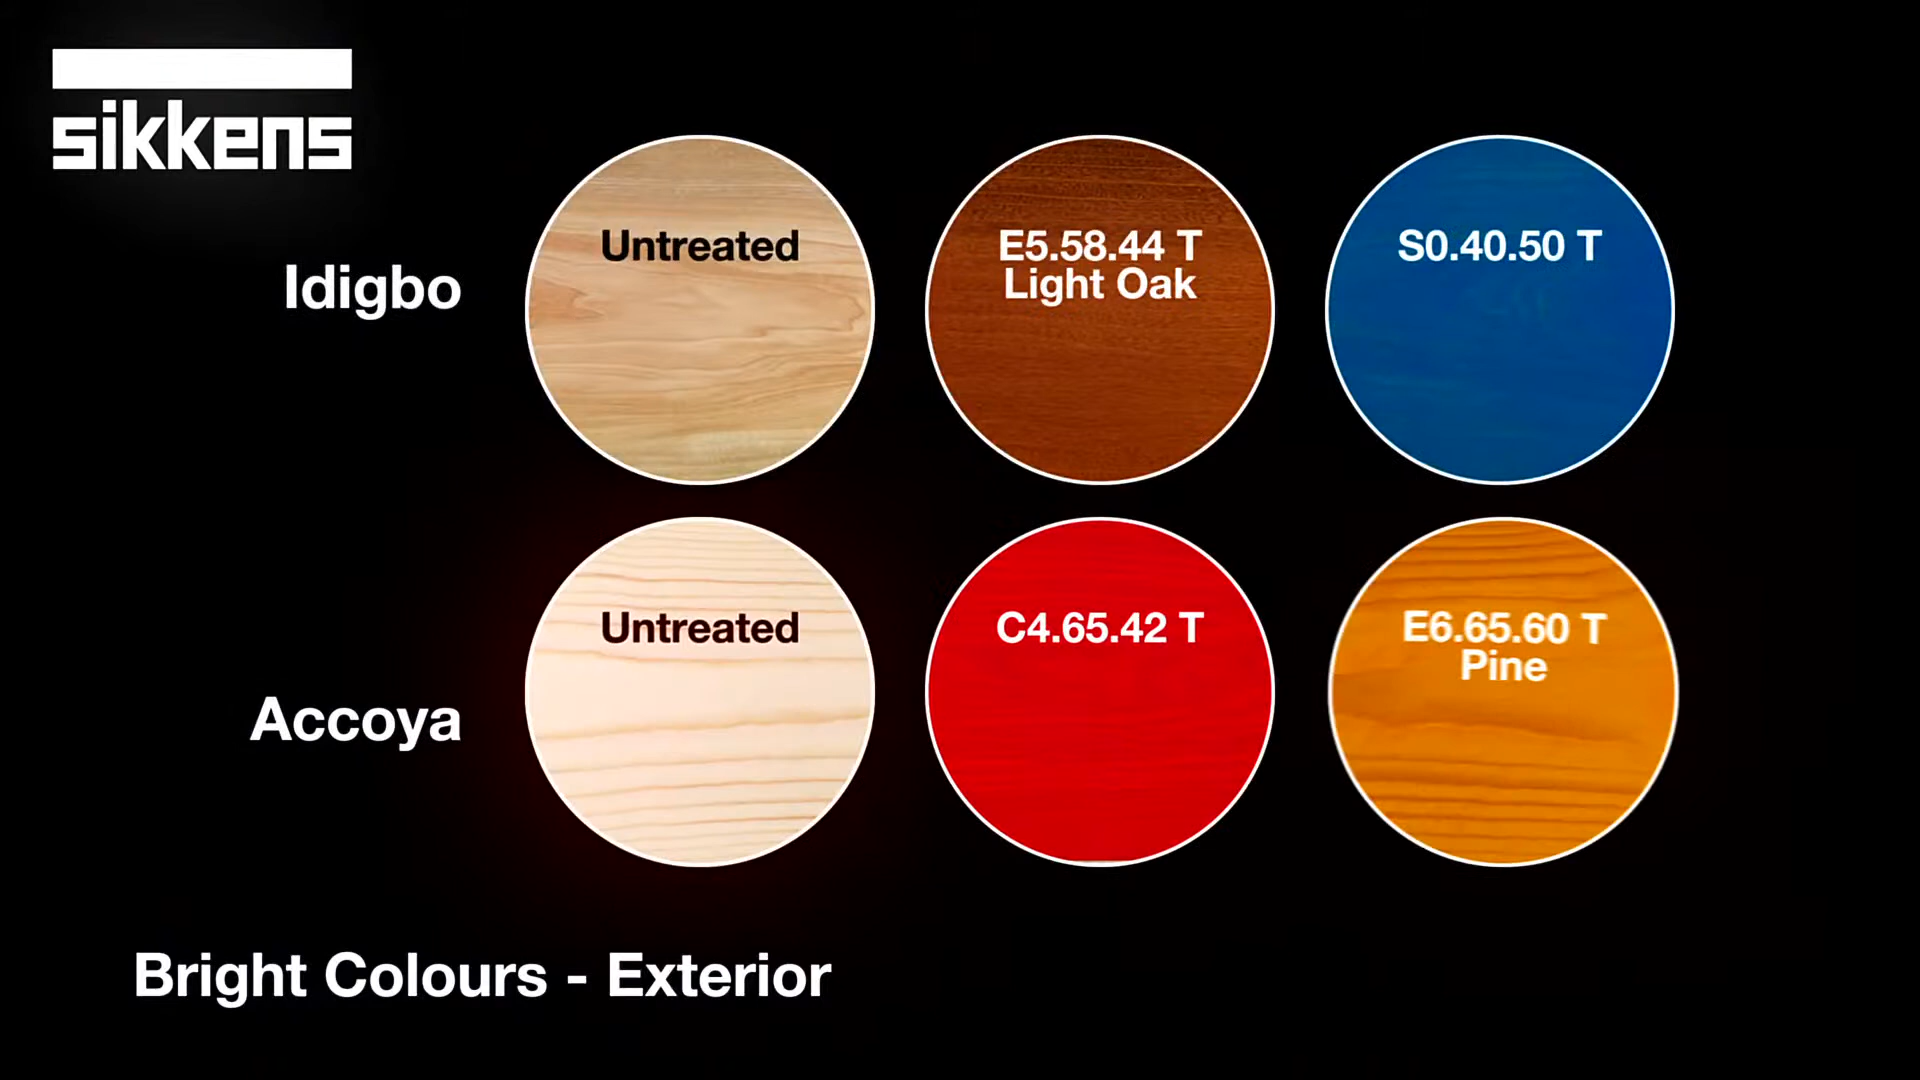 sikkens
Idigbo
Untreated
E5.58.44 T
Light Oak
S0.40.50 T
Accoya
Untreated
C4.65.42 T
E6.65.60 T
Pine
Bright Colours - Exterior